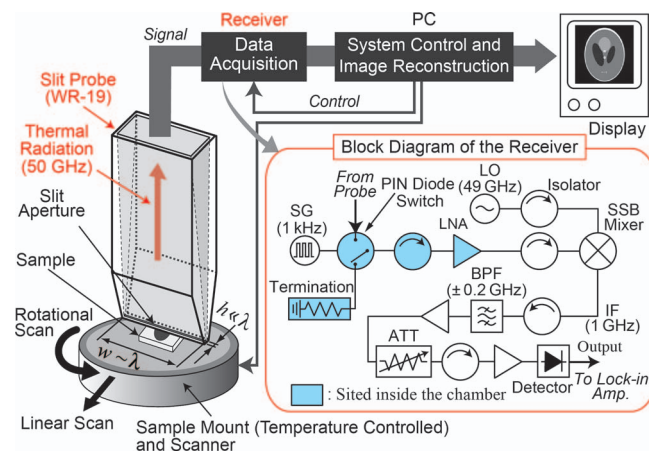 Receiver
PC
Signal
Data
Acquisition
System Control and
Image Reconstruction
Control
Display
Slit Probe
(WR-19)
Thermal
Radiation
(50 GHz)
Slit
Aperture
Sample
Rotational
Scan
Linear Scan
w ~ λ
h ≪ λ
Sample Mount (Temperature Controlled)
and Scanner
Block Diagram of the Receiver
From
Probe
PIN Diode
Switch
SG
(1 kHz)
LO
(49 GHz)
Isolator
LNA
SSB
Mixer
Termination
BPF
(± 0.2 GHz)
IF
(1 GHz)
ATT
Output
Detector
To Lock-in
Amp.
: Sited inside the chamber